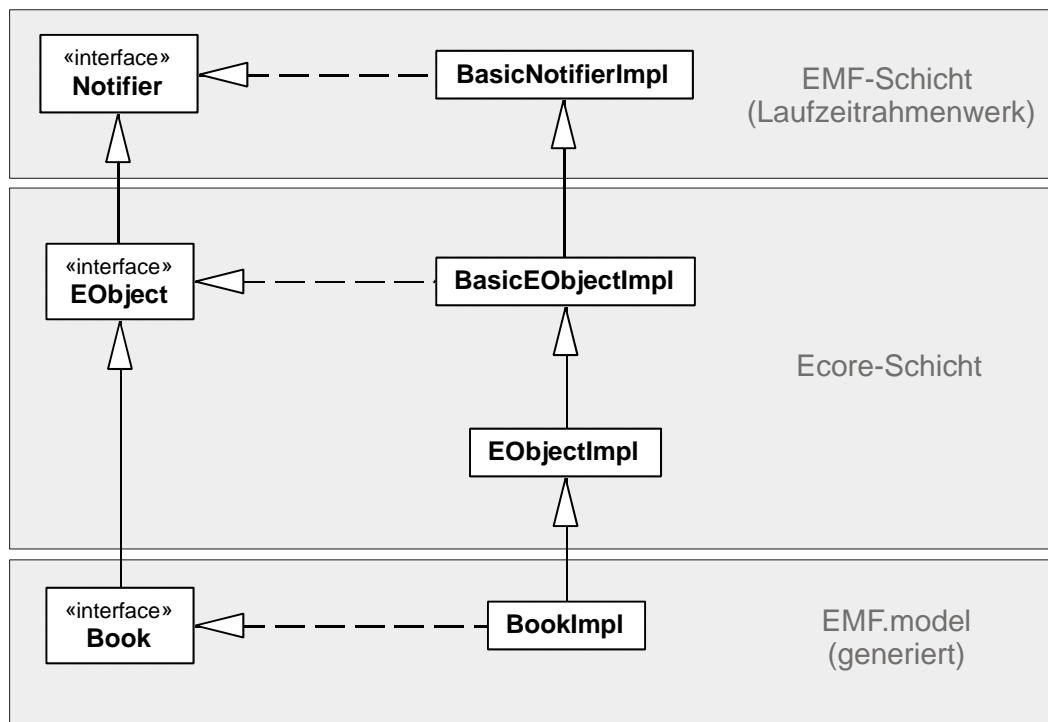 «interface»
Notifier
BasicNotifierImpl
EMF-Schicht
(Laufzeitrahmenwerk)
«interface»
EObject
BasicEObjectImpl
Ecore-Schicht
EObjectImpl
«interface»
Book
BookImpl
EMF.model
(generiert)